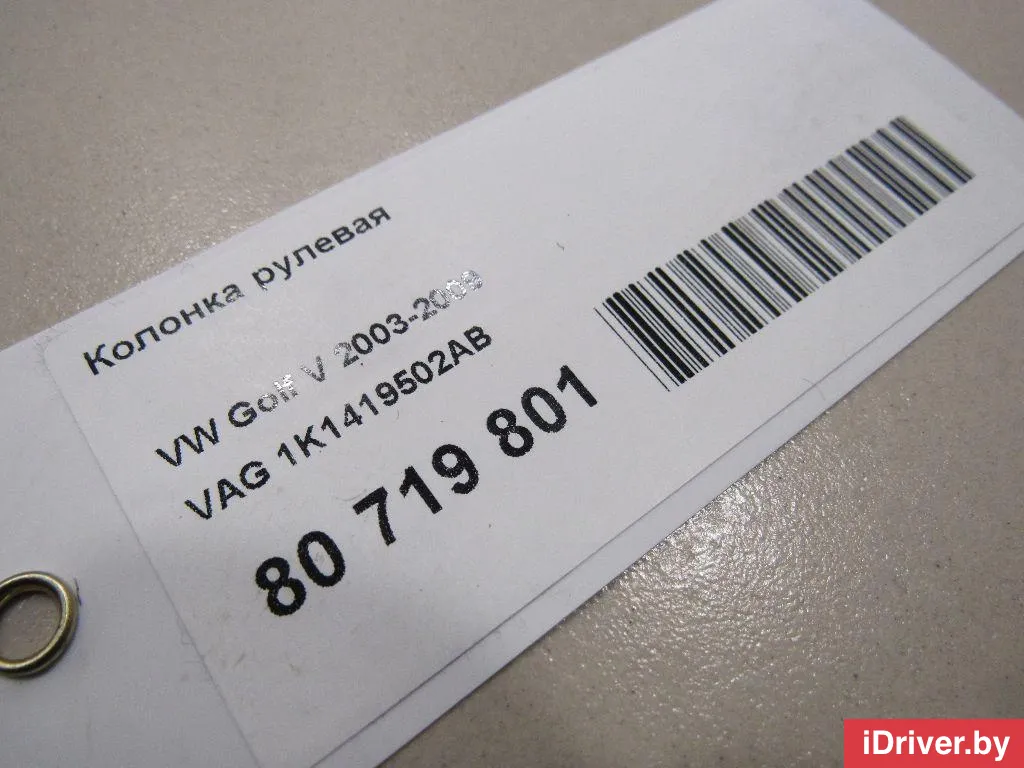 Колонка рулевая
VW Golf V 2003-2009
VAG 1K1419502AB
80 719 801
iDriver.by